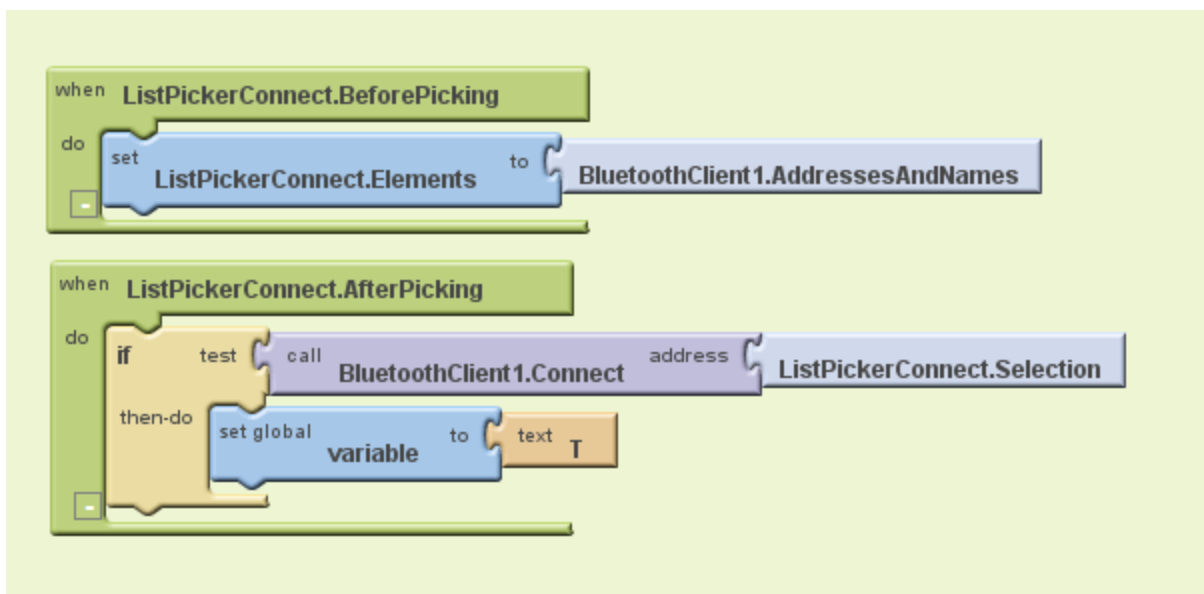 when ListPickerConnect.BeforePicking
do set ListPickerConnect.Elements to BluetoothClient1.AddressesAndNames
-
when ListPickerConnect.AfterPicking
do if test call BluetoothClient1.Connect address ListPickerConnect.Selection
then-do set global variable to text T
-